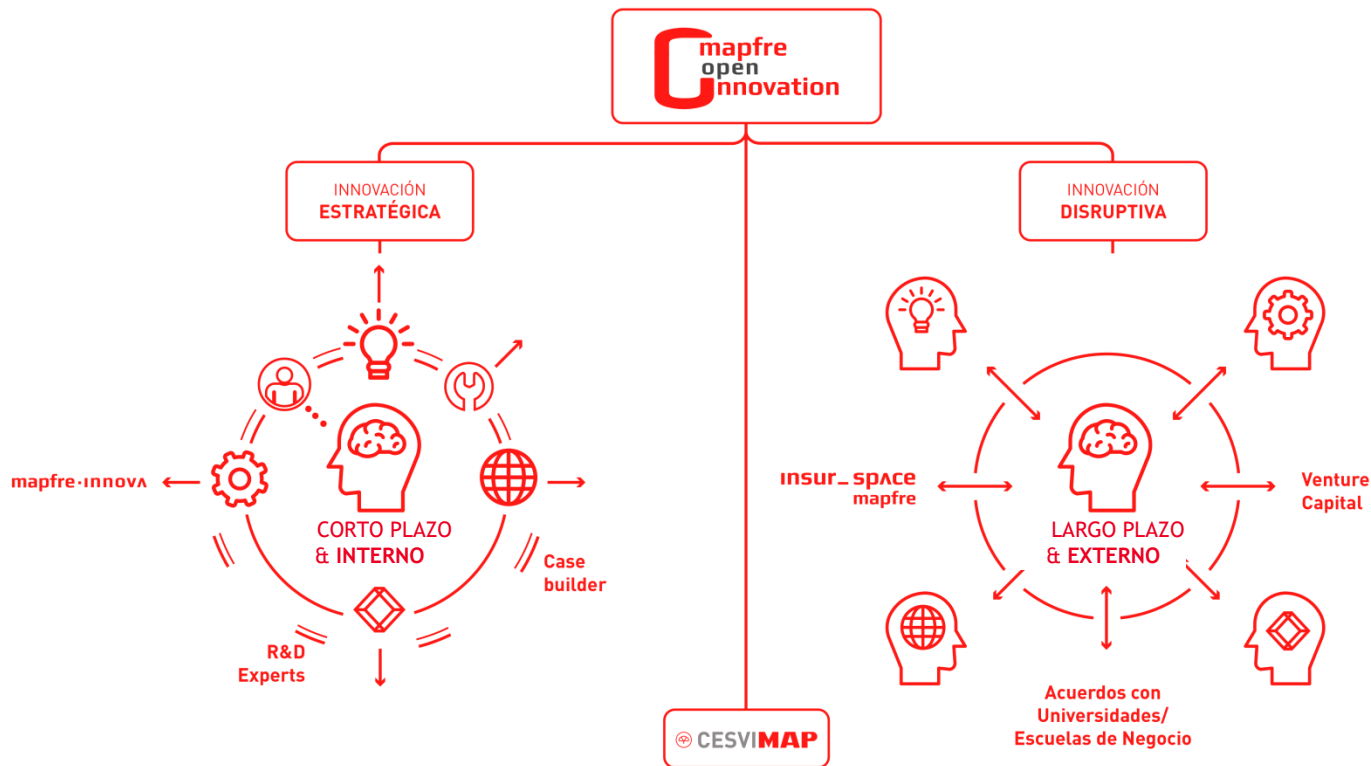 mapfre
open
innovation
INNOVACIÓN
ESTRATÉGICA
INNOVACIÓN
DISRUPTIVA
mapfre·innova
CORTO PLAZO
& INTERNO
Case
builder
R&D
Experts
insur_space
mapfre
LARGO PLAZO
& EXTERNO
Venture
Capital
Acuerdos con
Universidades/
Escuelas de Negocio
CESVIMAP